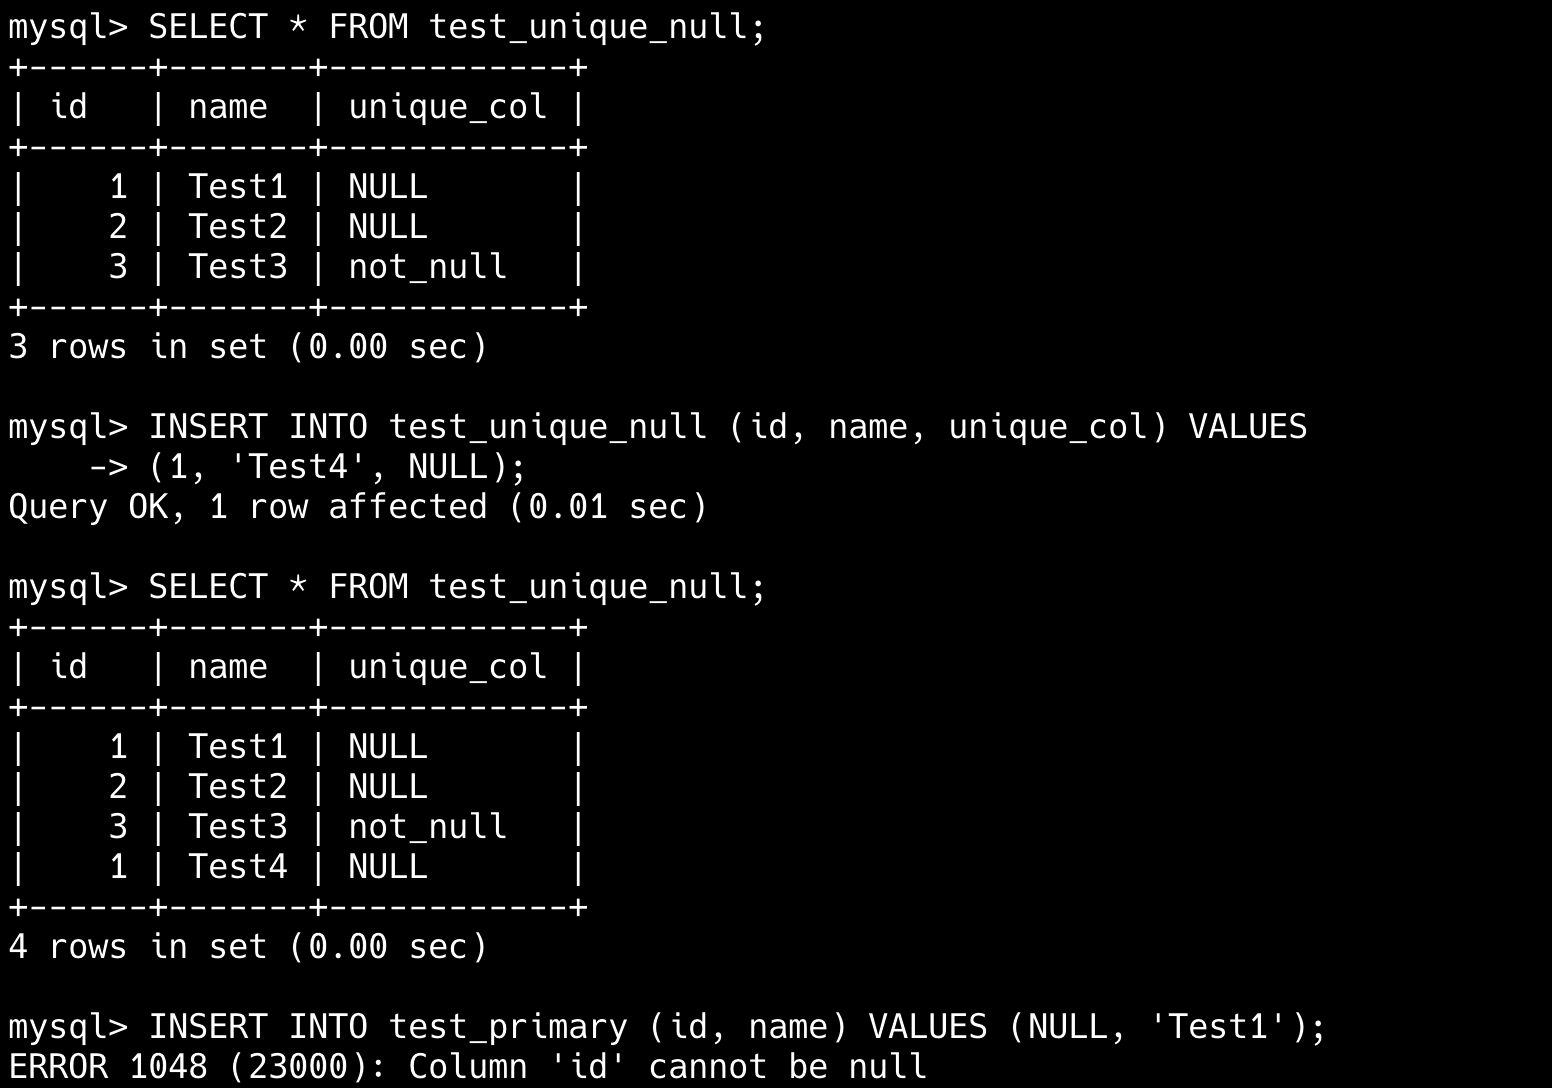 mysql> SELECT * FROM test_unique_null;
+------+-------+------------+
| id   | name  | unique_col |
+------+-------+------------+
|    1 | Test1 | NULL       |
|    2 | Test2 | NULL       |
|    3 | Test3 | not_null   |
+------+-------+------------+
3 rows in set (0.00 sec)

mysql> INSERT INTO test_unique_null (id, name, unique_col) VALUES
    -> (1, 'Test4', NULL);
Query OK, 1 row affected (0.01 sec)

mysql> SELECT * FROM test_unique_null;
+------+-------+------------+
| id   | name  | unique_col |
+------+-------+------------+
|    1 | Test1 | NULL       |
|    2 | Test2 | NULL       |
|    3 | Test3 | not_null   |
|    1 | Test4 | NULL       |
+------+-------+------------+
4 rows in set (0.00 sec)

mysql> INSERT INTO test_primary (id, name) VALUES (NULL, 'Test1');
ERROR 1048 (23000): Column 'id' cannot be null